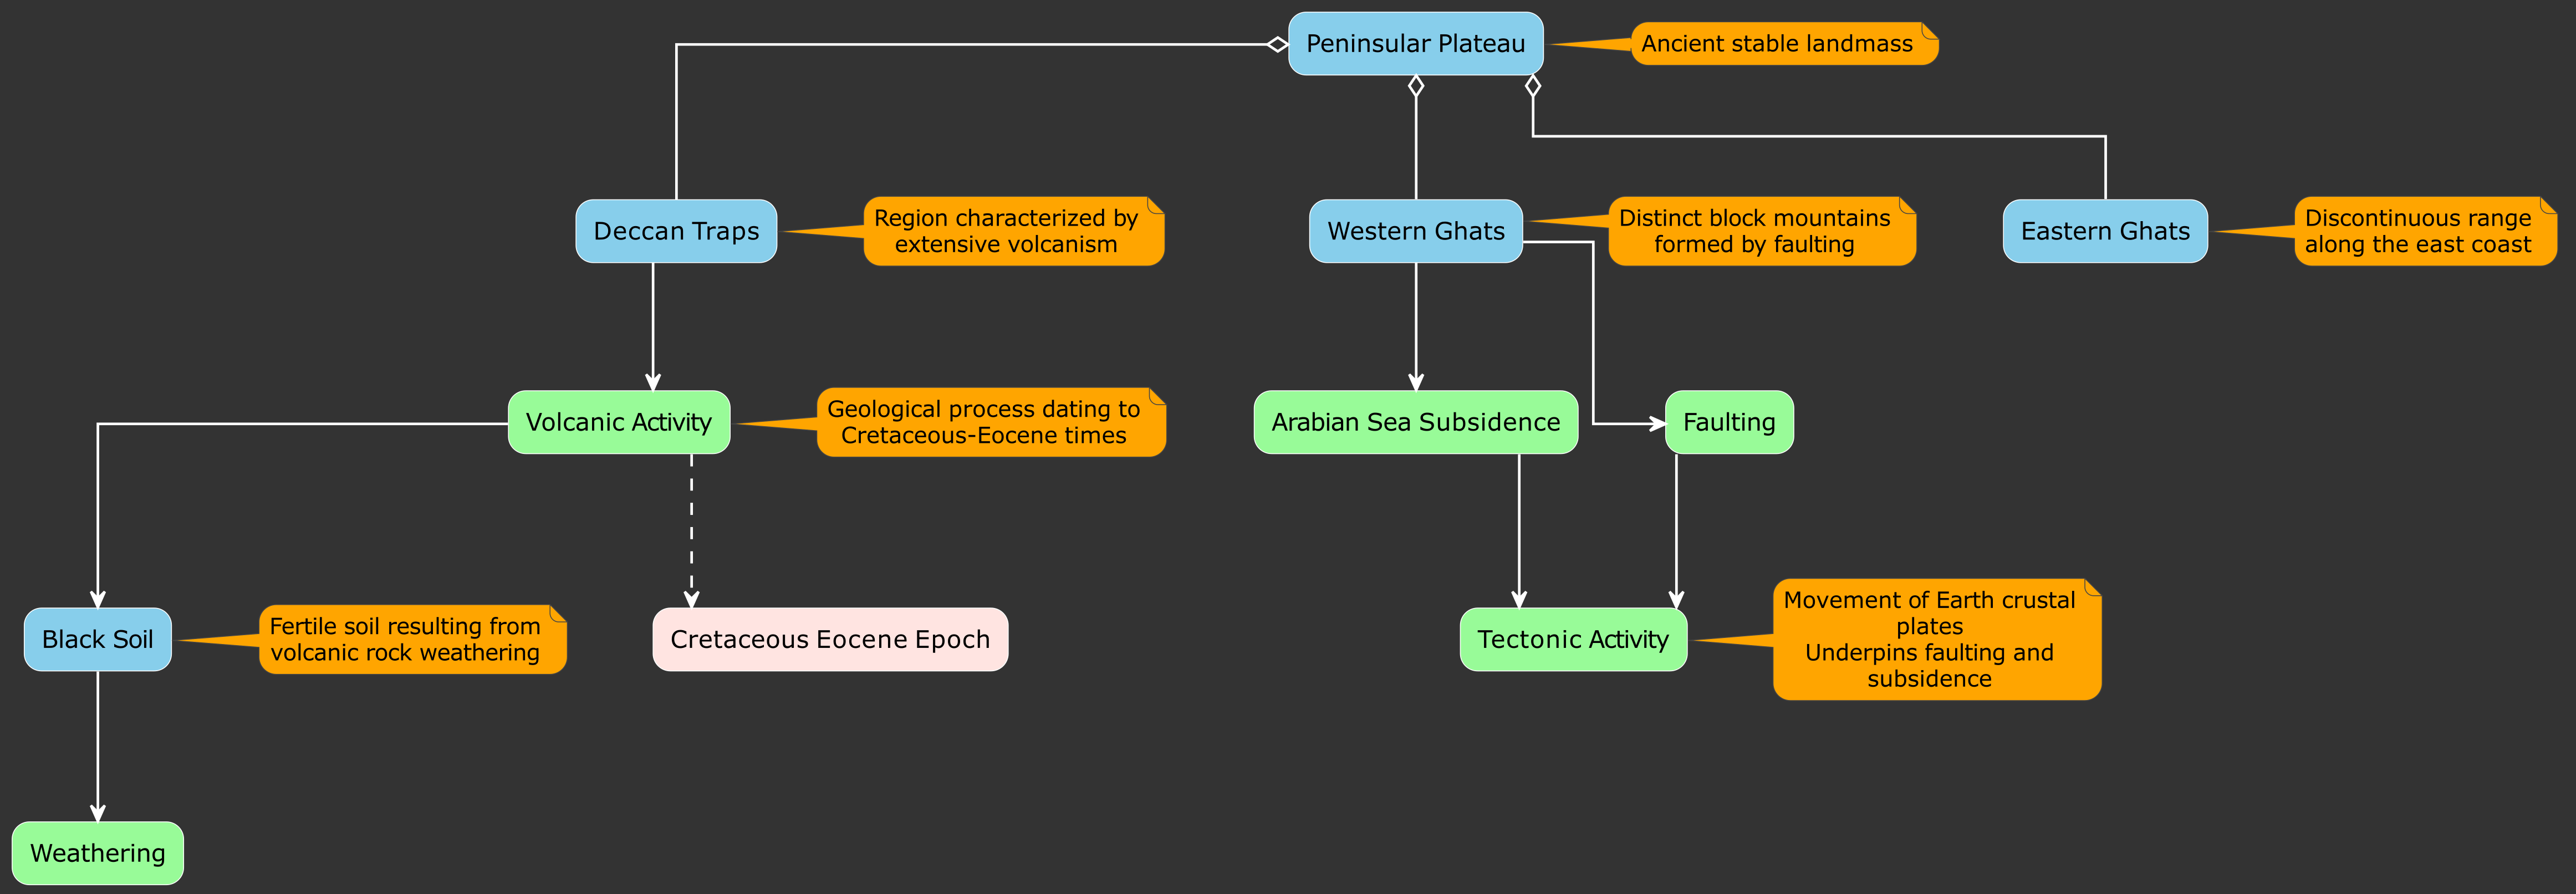 Peninsular Plateau
Ancient stable landmass
Deccan Traps
Region characterized by
extensive volcanism
Western Ghats
Distinct block mountains
formed by faulting
Eastern Ghats
Discontinuous range
along the east coast
Volcanic Activity
Geological process dating to
Cretaceous-Eocene times
Arabian Sea Subsidence
Faulting
Black Soil
Fertile soil resulting from
volcanic rock weathering
Cretaceous Eocene Epoch
Tectonic Activity
Movement of Earth crustal
plates
Underpins faulting and
subsidence
Weathering